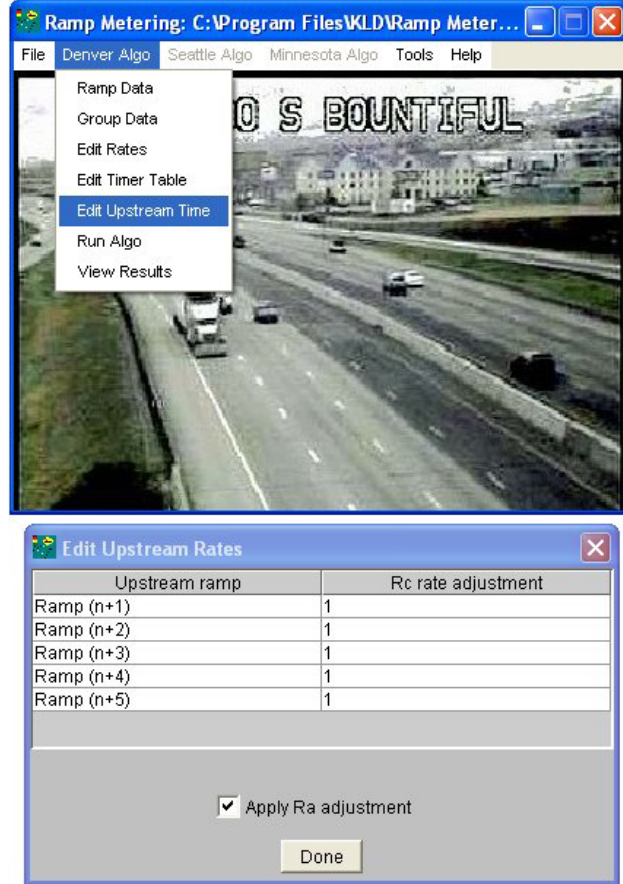 Ramp Metering: C:\Program Files\KLD\Ramp Meter...
File Denver Algo Seattle Algo Minnesota Algo Tools Help
Ramp Data
Group Data
Edit Rates
Edit Timer Table
Edit Upstream Time
Run Algo
View Results
O S BOUNTIFUL
Edit Upstream Rates
Upstream ramp Rc rate adjustment
Ramp (n+1) 1
Ramp (n+2) 1
Ramp (n+3) 1
Ramp (n+4) 1
Ramp (n+5) 1
Apply Ra adjustment
Done